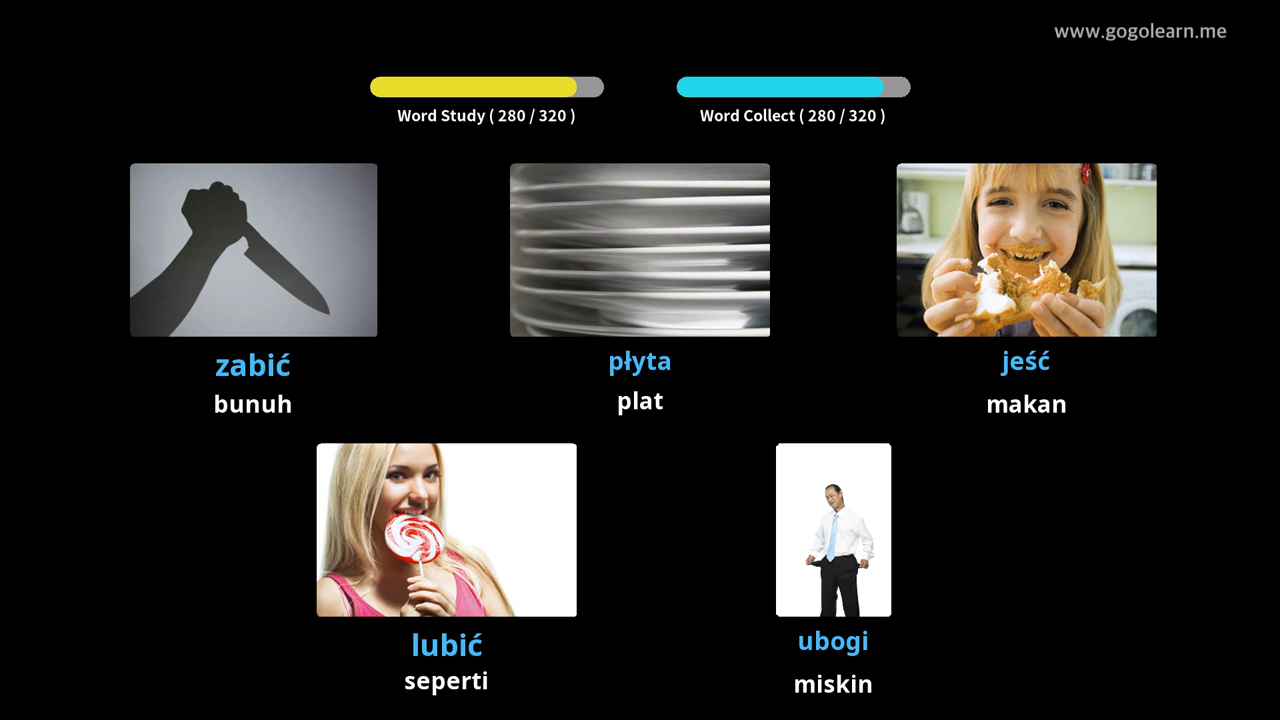 www.gogolearn.me
Word Study ( 280 / 320 )
Word Collect ( 280 / 320 )
zabić
bunuh
płyta
plat
jeść
makan
lubić
seperti
ubogi
miskin